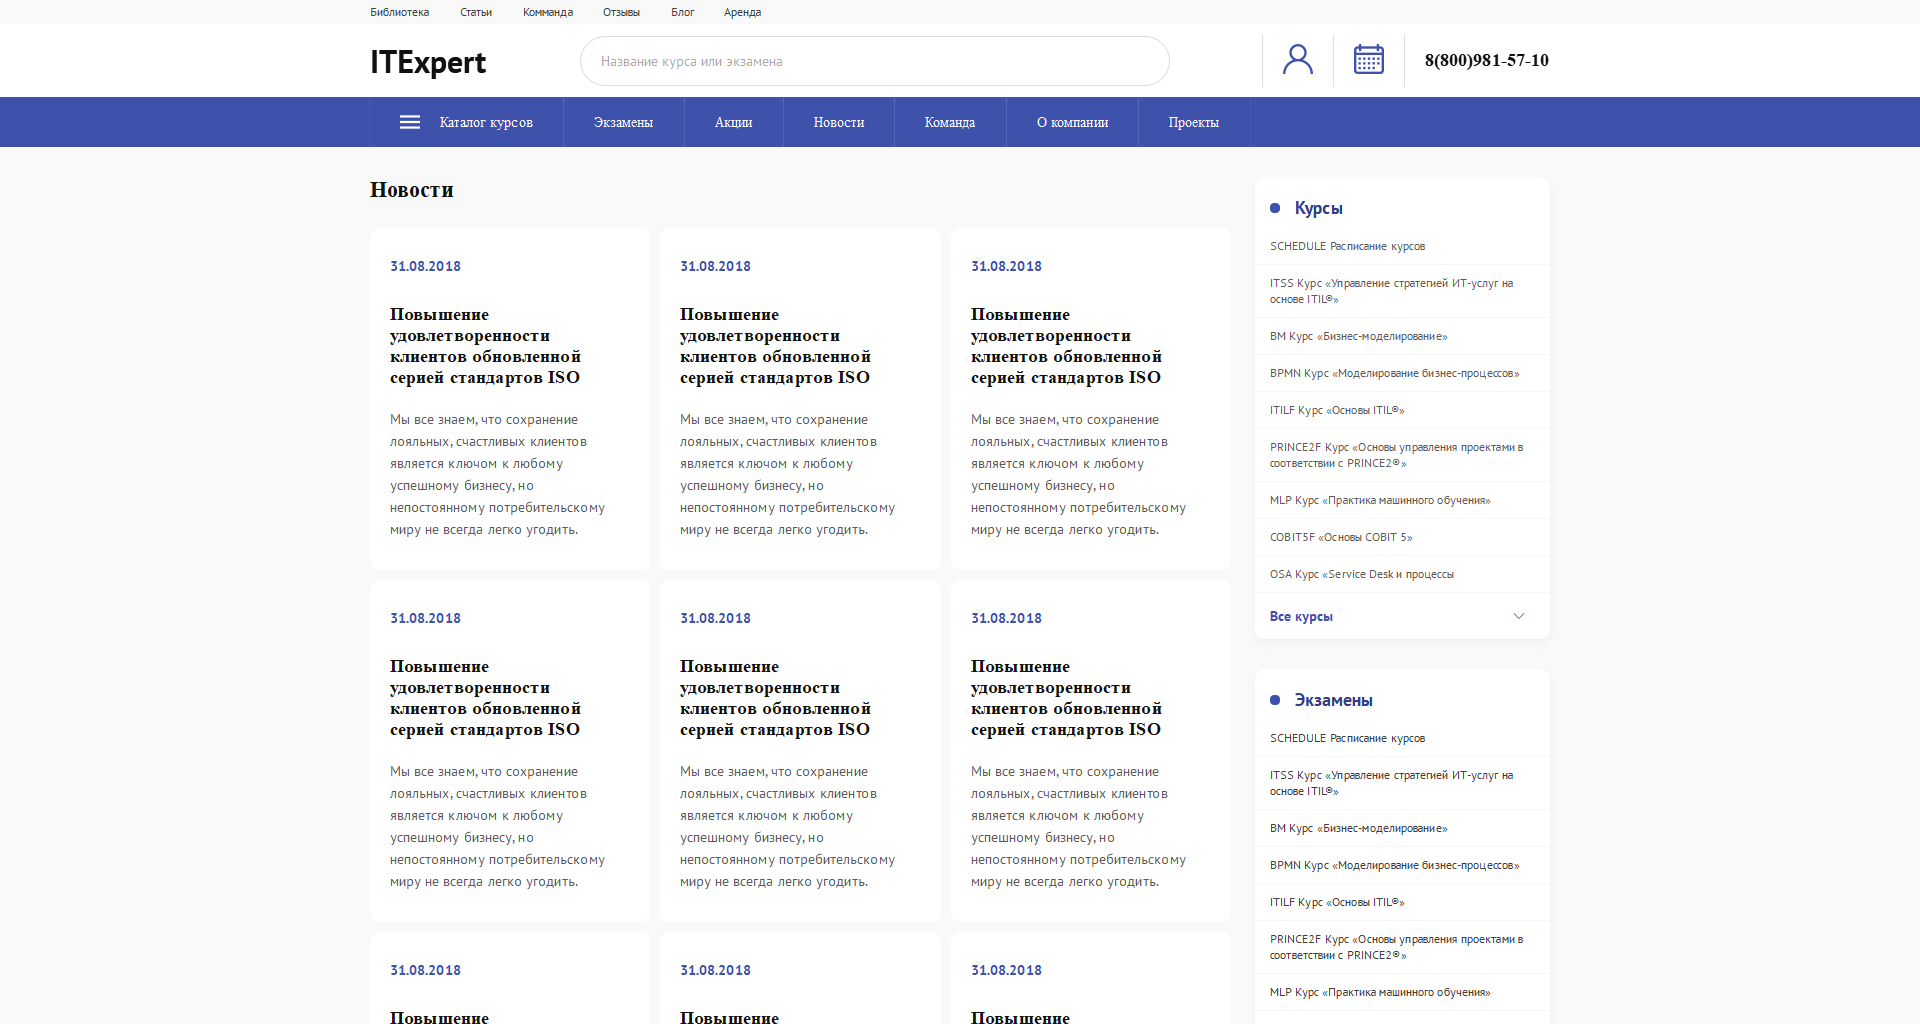 Библиотека Статьи Комманда Отзывы Блог Аренда
ITExpert
Название курса или экзамена
8(800)981-57-10
Каталог курсов Экзамены Акции Новости Команда О компании Проекты
Новости
31.08.2018
Повышение
удовлетворенности
клиентов обновленной
серией стандартов ISO
Мы все знаем, что сохранение
лояльных, счастливых клиентов
является ключом к любому
успешному бизнесу, но
непостоянному потребительскому
миру не всегда легко угодить.
31.08.2018
Повышение
удовлетворенности
клиентов обновленной
серией стандартов ISO
Мы все знаем, что сохранение
лояльных, счастливых клиентов
является ключом к любому
успешному бизнесу, но
непостоянному потребительскому
миру не всегда легко угодить.
31.08.2018
Повышение
удовлетворенности
клиентов обновленной
серией стандартов ISO
Мы все знаем, что сохранение
лояльных, счастливых клиентов
является ключом к любому
успешному бизнесу, но
непостоянному потребительскому
миру не всегда легко угодить.
31.08.2018
Повышение
удовлетворенности
клиентов обновленной
серией стандартов ISO
Мы все знаем, что сохранение
лояльных, счастливых клиентов
является ключом к любому
успешному бизнесу, но
непостоянному потребительскому
миру не всегда легко угодить.
31.08.2018
Повышение
удовлетворенности
клиентов обновленной
серией стандартов ISO
Мы все знаем, что сохранение
лояльных, счастливых клиентов
является ключом к любому
успешному бизнесу, но
непостоянному потребительскому
миру не всегда легко угодить.
31.08.2018
Повышение
удовлетворенности
клиентов обновленной
серией стандартов ISO
Мы все знаем, что сохранение
лояльных, счастливых клиентов
является ключом к любому
успешному бизнесу, но
непостоянному потребительскому
миру не всегда легко угодить.
31.08.2018
Повышение
31.08.2018
Повышение
31.08.2018
Повышение
Курсы
SCHEDULE Расписание курсов
ITSS Курс «Управление стратегией ИТ-услуг на
основе ITIL®»
BM Курс «Бизнес-моделирование»
BPMN Курс «Моделирование бизнес-процессов»
ITILF Курс «Основы ITIL®»
PRINCE2F Курс «Основы управления проектами в
соответствии с PRINCE2®»
MLP Курс «Практика машинного обучения»
COBIT5F «Основы COBIT 5»
OSA Курс «Service Desk и процессы
Все курсы
Экзамены
SCHEDULE Расписание курсов
ITSS Курс «Управление стратегией ИТ-услуг на
основе ITIL®»
BM Курс «Бизнес-моделирование»
BPMN Курс «Моделирование бизнес-процессов»
ITILF Курс «Основы ITIL®»
PRINCE2F Курс «Основы управления проектами в
соответствии с PRINCE2®»
MLP Курс «Практика машинного обучения»